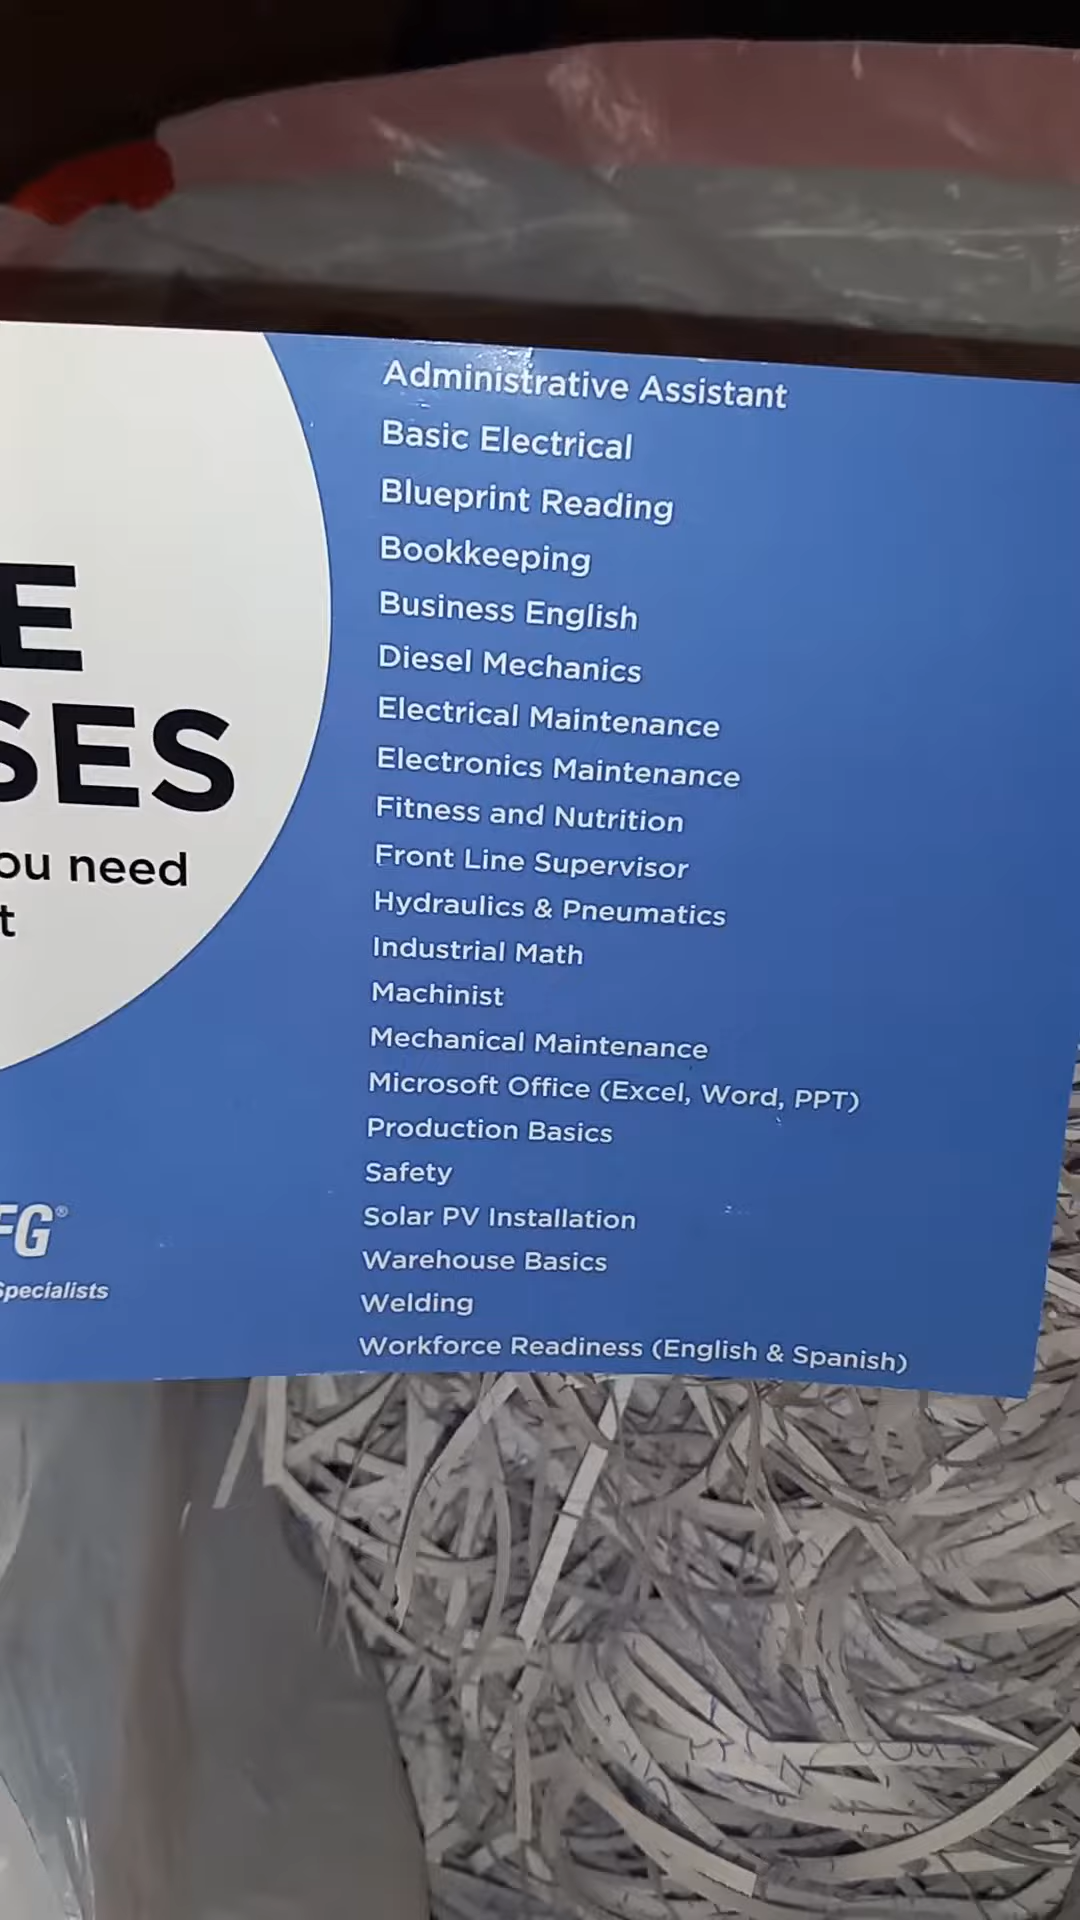 E
SES
ou need
t
FG®
Specialists
Administrative Assistant
Basic Electrical
Blueprint Reading
Bookkeeping
Business English
Diesel Mechanics
Electrical Maintenance
Electronics Maintenance
Fitness and Nutrition
Front Line Supervisor
Hydraulics & Pneumatics
Industrial Math
Machinist
Mechanical Maintenance
Microsoft Office (Excel, Word, PPT)
Production Basics
Safety
Solar PV Installation
Warehouse Basics
Welding
Workforce Readiness (English & Spanish)